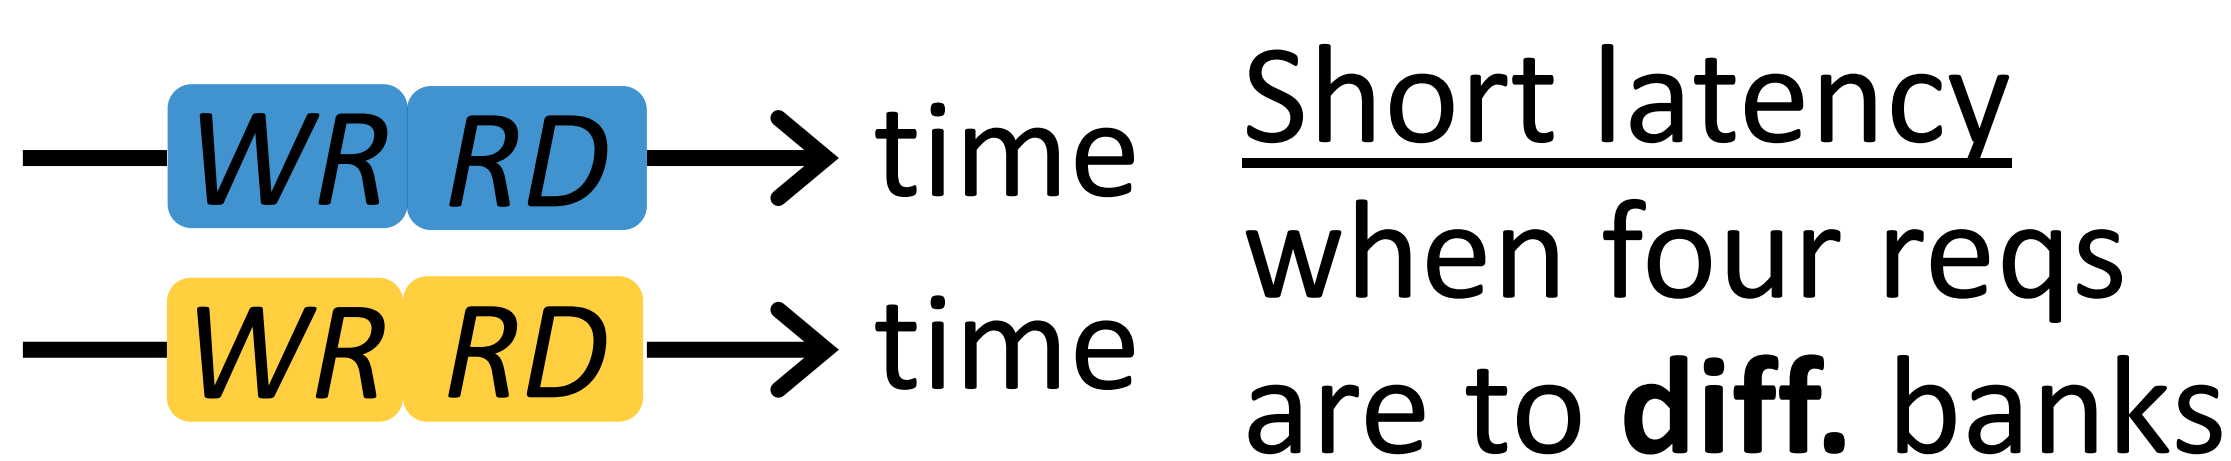 WR RD time
WR RD time
Short latency
when four reqs
are to diff. banks